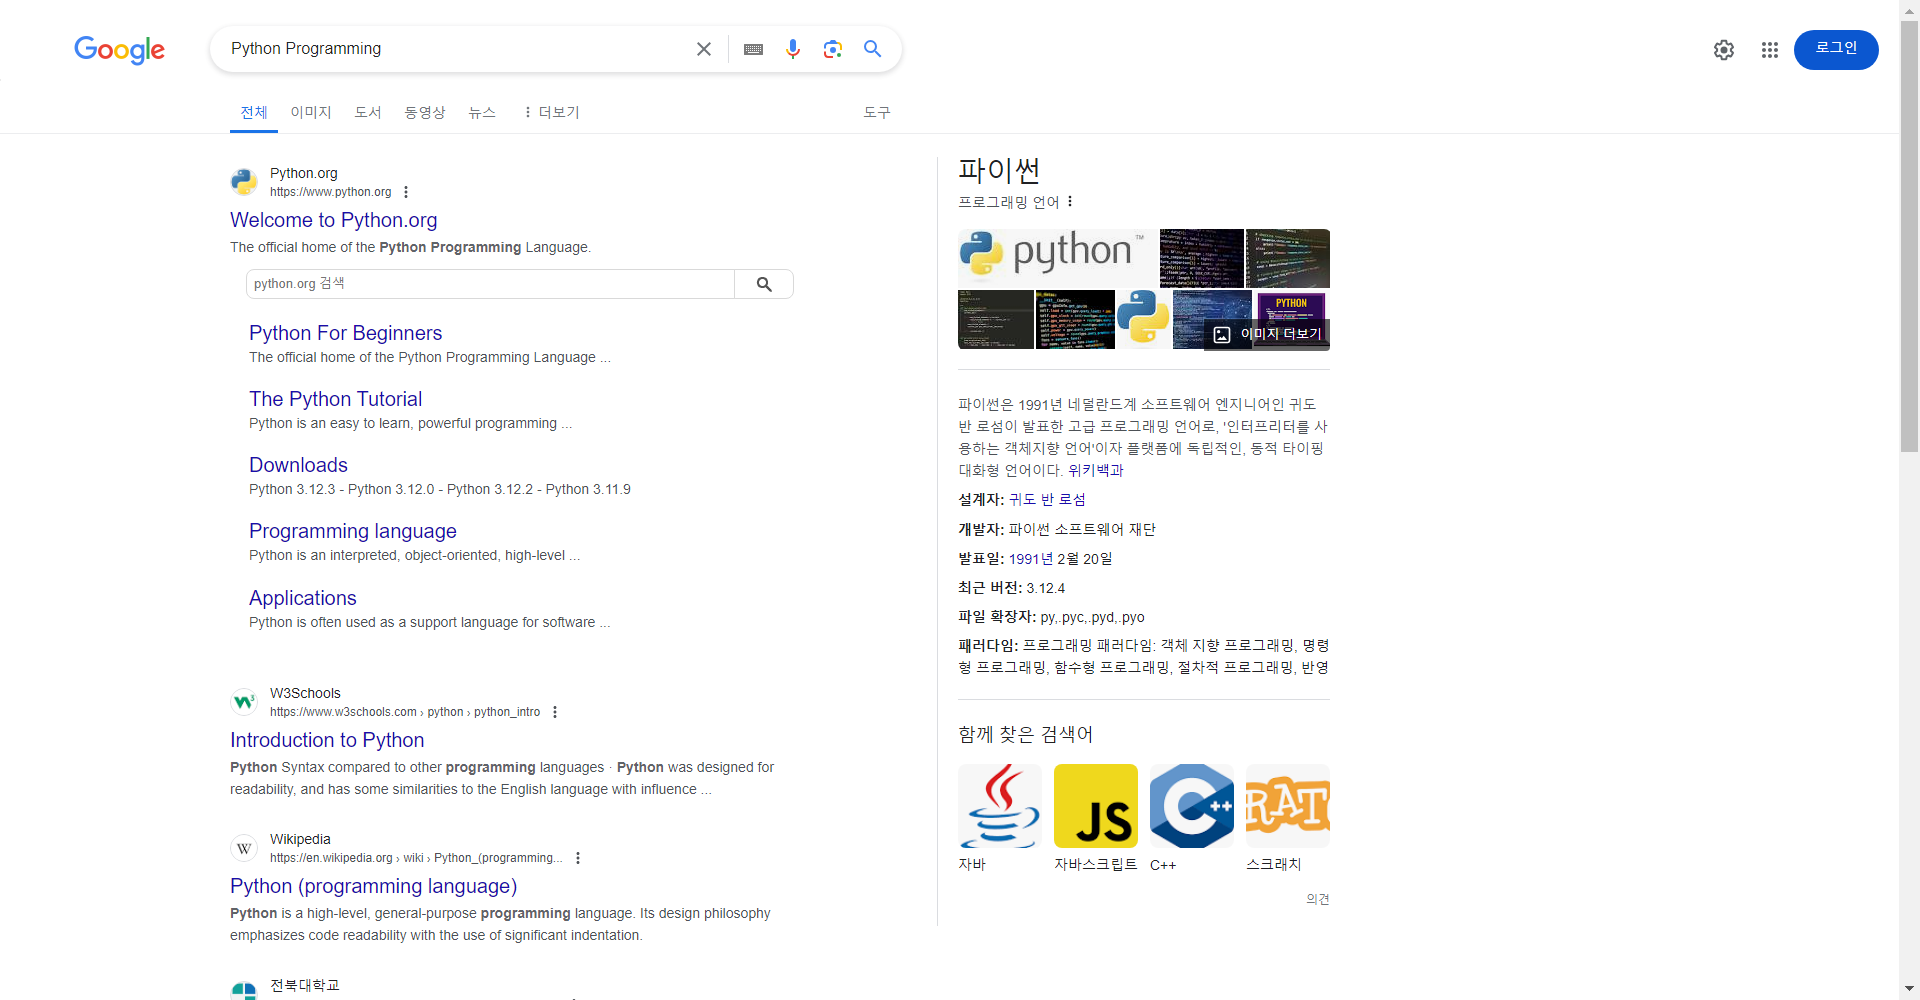 Google
Python Programming
로그인
전체 이미지 도서 동영상 뉴스 더보기 도구
Python.org
https://www.python.org
Welcome to Python.org
The official home of the Python Programming Language.
python.org 검색
Python For Beginners
The official home of the Python Programming Language ...
The Python Tutorial
Python is an easy to learn, powerful programming ...
Downloads
Python 3.12.3 - Python 3.12.0 - Python 3.12.2 - Python 3.11.9
Programming language
Python is an interpreted, object-oriented, high-level ...
Applications
Python is often used as a support language for software ...
W3Schools
https://www.w3schools.com › python › python_intro
Introduction to Python
Python Syntax compared to other programming languages · Python was designed for
readability, and has some similarities to the English language with influence ...
Wikipedia
https://en.wikipedia.org › wiki › Python_(programming...
Python (programming language)
Python is a high-level, general-purpose programming language. Its design philosophy
emphasizes code readability with the use of significant indentation.
전북대학교
파이썬
프로그래밍 언어
python™
PYTHON
이미지 더보기
파이썬은 1991년 네덜란드계 소프트웨어 엔지니어인 귀도
반 로섬이 발표한 고급 프로그래밍 언어로, '인터프리터를 사
용하는 객체지향 언어'이자 플랫폼에 독립적인, 동적 타이핑
대화형 언어이다. 위키백과
설계자: 귀도 반 로섬
개발자: 파이썬 소프트웨어 재단
발표일: 1991년 2월 20일
최근 버전: 3.12.4
파일 확장자: py,.pyc,.pyd,.pyo
패러다임: 프로그래밍 패러다임: 객체 지향 프로그래밍, 명령
형 프로그래밍, 함수형 프로그래밍, 절차적 프로그래밍, 반영
함께 찾은 검색어
JS
C++
RAT
자바 자바스크립트 C++ 스크래치
의견